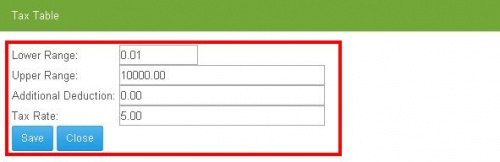 Tax Table
Lower Range: 0.01
Upper Range: 10000.00
Additional Deduction: 0.00
Tax Rate: 5.00
Save Close